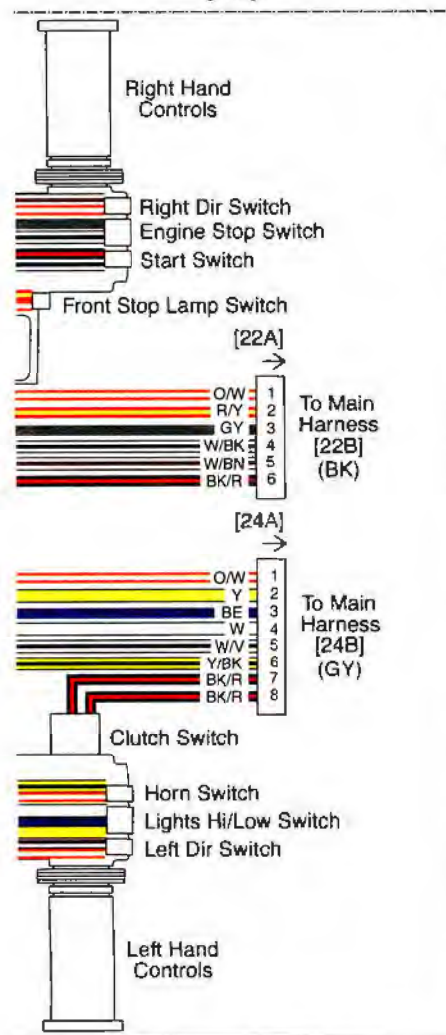 Right Hand
Controls
Right Dir Switch
Engine Stop Switch
Start Switch
Front Stop Lamp Switch
[22A]
O/W 1
R/Y 2
GY 3
W/BK 4
W/BN 5
BK/R 6
To Main
Harness
[22B]
(BK)
[24A]
O/W 1
Y 2
BE 3
W 4
W/V 5
Y/BK 6
BK/R 7
BK/R 8
To Main
Harness
[24B]
(GY)
Clutch Switch
Horn Switch
Lights Hi/Low Switch
Left Dir Switch
Left Hand
Controls